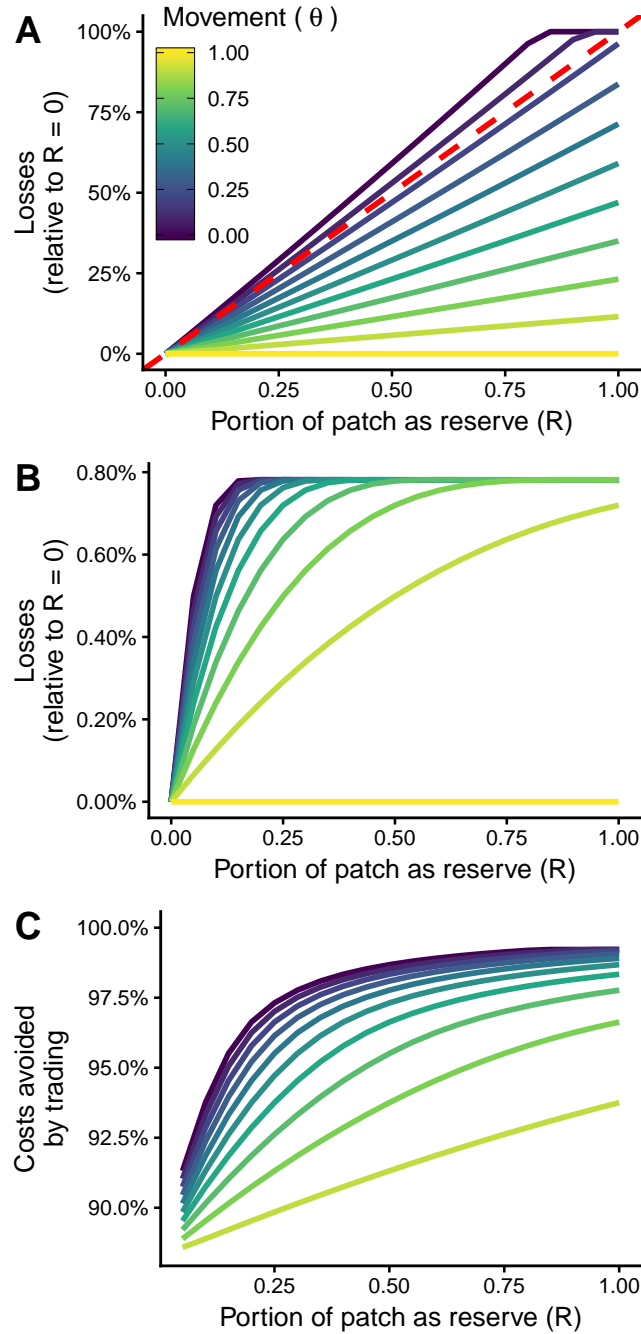 A
Movement ( θ )
1.00
0.75
0.50
0.25
0.00
100%
75%
50%
25%
0%
Losses
(relative to R = 0)
0.00
0.25
0.50
0.75
1.00
Portion of patch as reserve (R)
B
0.80%
0.60%
0.40%
0.20%
0.00%
Losses
(relative to R = 0)
0.00
0.25
0.50
0.75
1.00
Portion of patch as reserve (R)
C
100.0%
97.5%
95.0%
92.5%
90.0%
Costs avoided
by trading
0.25
0.50
0.75
1.00
Portion of patch as reserve (R)